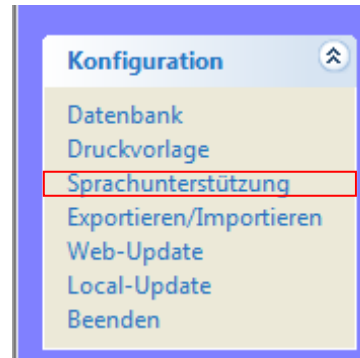 Konfiguration
Datenbank
Druckvorlage
Sprachunterstützung
Exportieren/Importieren
Web-Update
Local-Update
Beenden